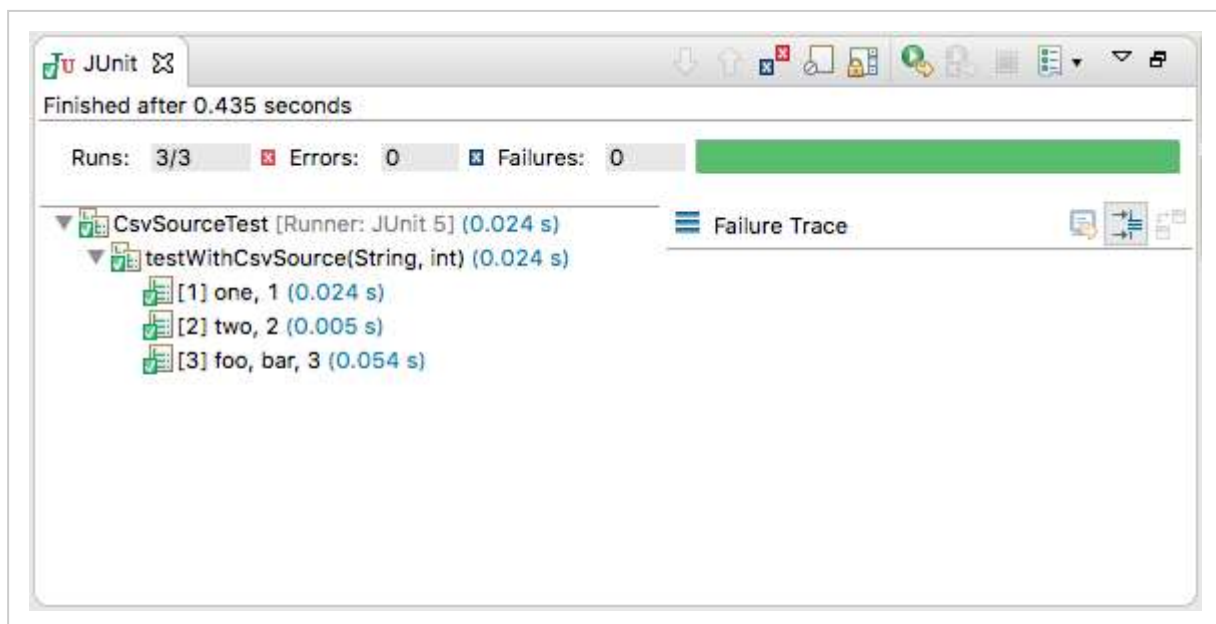 JUnit
Finished after 0.435 seconds
Runs: 3/3 Errors: 0 Failures: 0
CsvSourceTest [Runner: JUnit 5] (0.024 s)
Failure Trace
testWithCsvSource(String, int) (0.024 s)
[1] one, 1 (0.024 s)
[2] two, 2 (0.005 s)
[3] foo, bar, 3 (0.054 s)